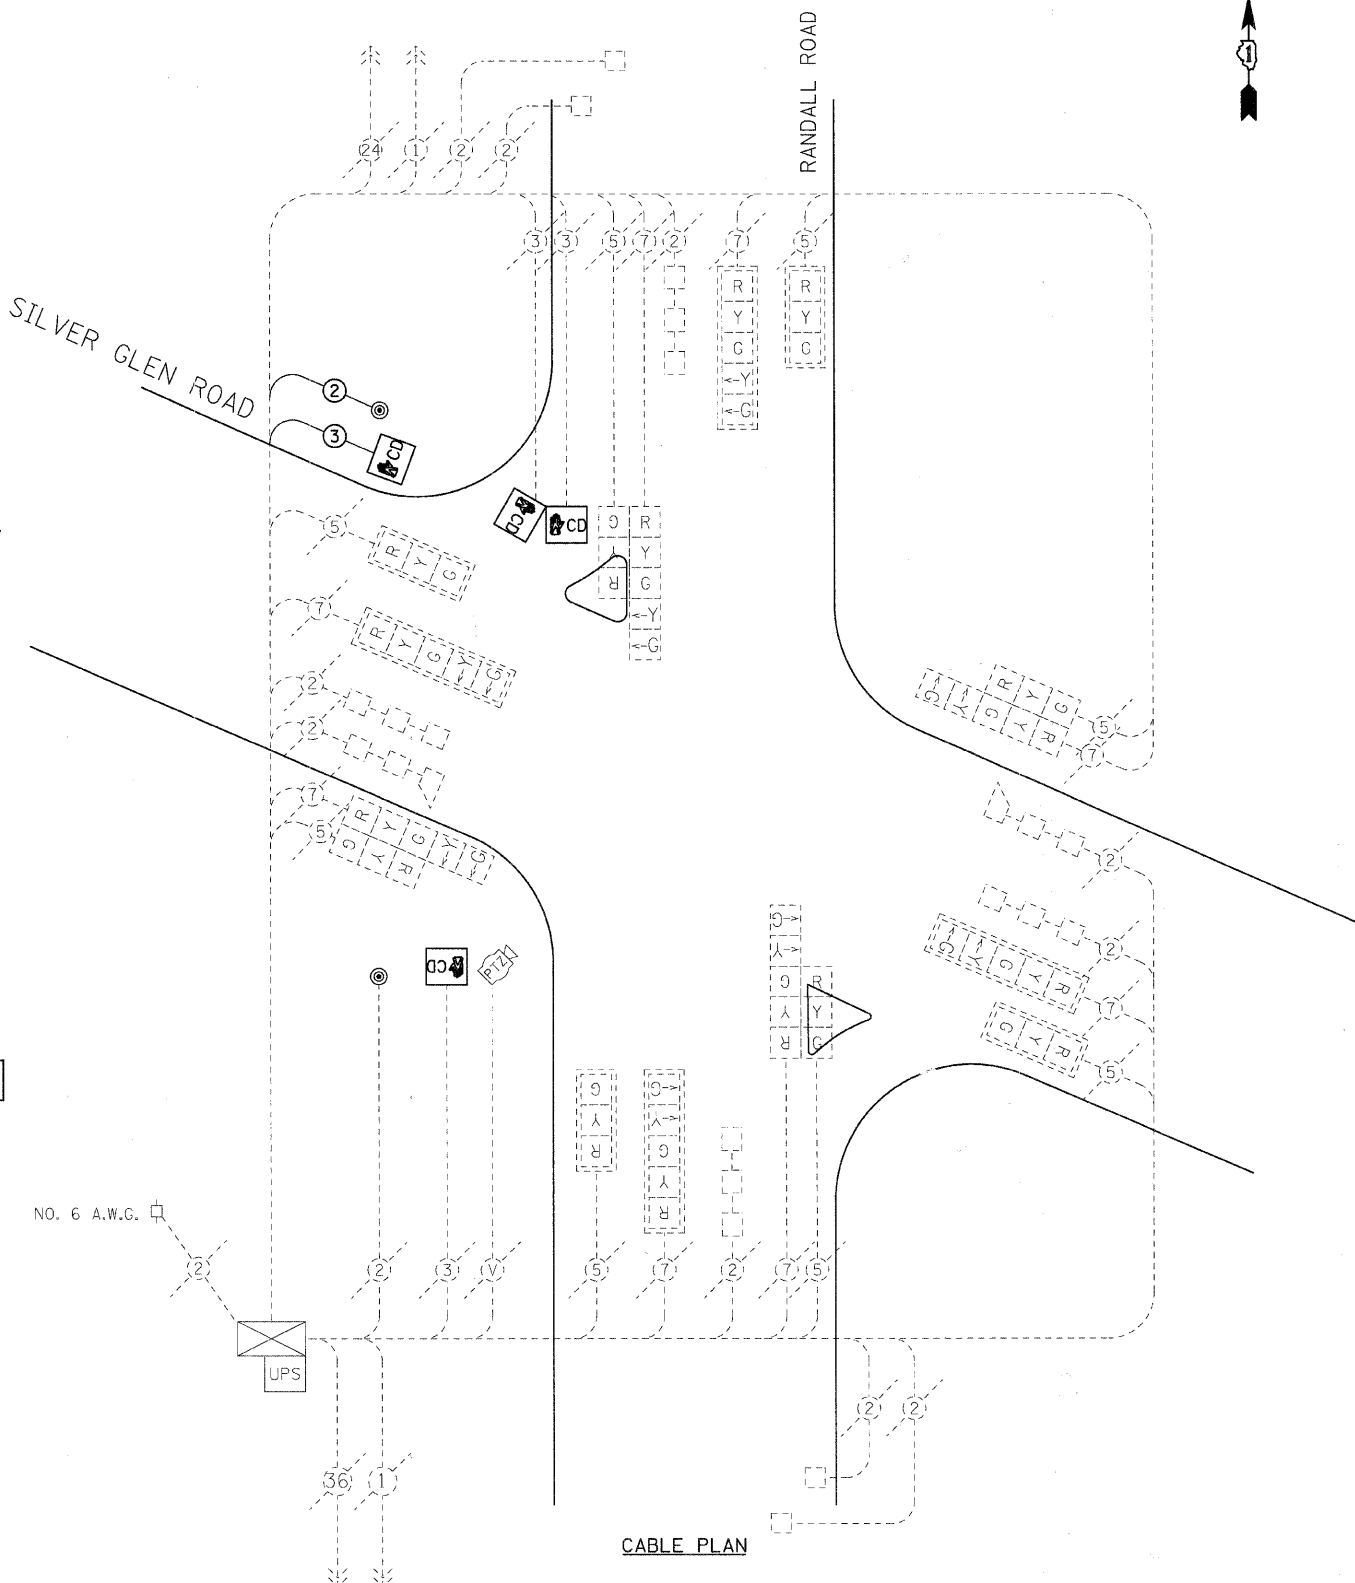 RANDALL ROAD
1
24 1 2 2
3 3 5 7 2 7 5
R Y G ←Y ←G
R Y G
SILVER GLEN ROAD
2
3
CD
CD
CD
G Y R
R Y G ←Y ←G
5
R Y G
7
R Y G ←Y ←G
2
2
7
R Y G ←Y ←G
5
G Y R
R Y G
5
G Y G Y R
7
2
2
G Y G Y R
7
G Y R
5
CD
PTZ
G Y G Y R
R Y G
G Y R
G Y G Y R
NO. 6 A.W.G.
2
2 3 V 5 7 2 7 5
UPS
2 2
36 1
CABLE PLAN